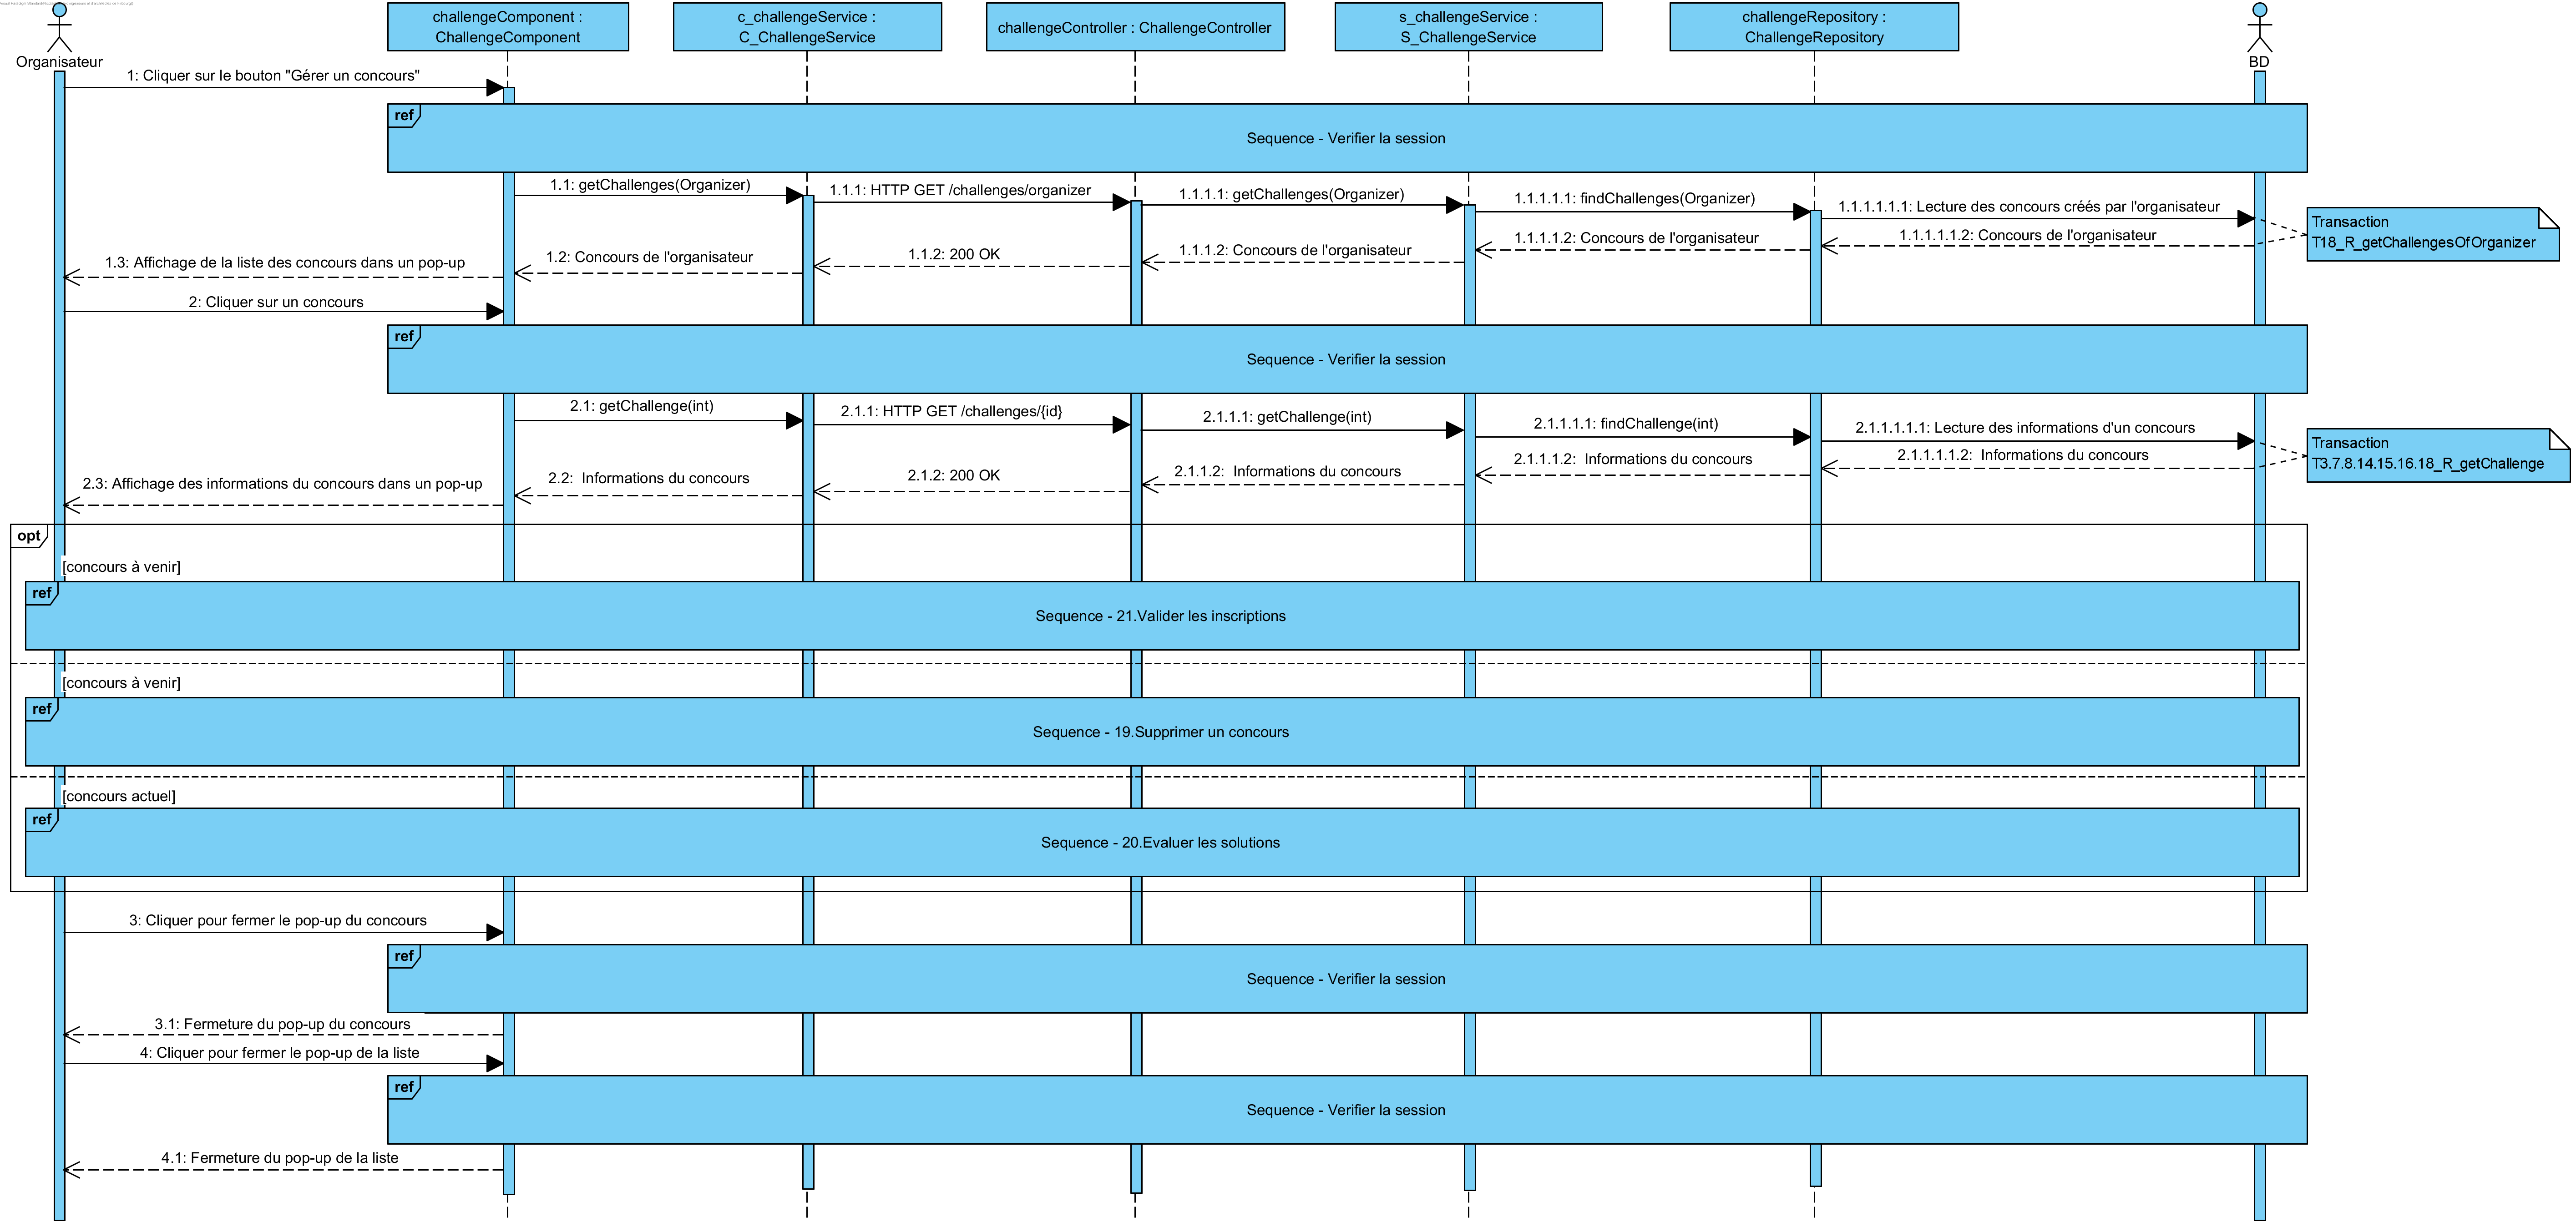 Organisateur
challengeComponent :
ChallengeComponent
c_challengeService :
C_ChallengeService
challengeController : ChallengeController
s_challengeService :
S_ChallengeService
challengeRepository :
ChallengeRepository
BD
1: Cliquer sur le bouton "Gérer un concours"
ref
Sequence - Verifier la session
1.1: getChallenges(Organizer)
1.1.1: HTTP GET /challenges/organizer
1.1.1.1: getChallenges(Organizer)
1.1.1.1.1: findChallenges(Organizer)
1.1.1.1.1.1: Lecture des concours créés par l'organisateur
Transaction
T18_R_getChallengesOfOrganizer
1.1.1.1.1.2: Concours de l'organisateur
1.1.1.1.2: Concours de l'organisateur
1.1.1.2: Concours de l'organisateur
1.1.2: 200 OK
1.2: Concours de l'organisateur
1.3: Affichage de la liste des concours dans un pop-up
2: Cliquer sur un concours
ref
Sequence - Verifier la session
2.1: getChallenge(int)
2.1.1: HTTP GET /challenges/{id}
2.1.1.1: getChallenge(int)
2.1.1.1.1: findChallenge(int)
2.1.1.1.1.1: Lecture des informations d'un concours
Transaction
T3.7.8.14.15.16.18_R_getChallenge
2.1.1.1.1.2:  Informations du concours
2.1.1.1.2:  Informations du concours
2.1.1.2:  Informations du concours
2.1.2: 200 OK
2.2:  Informations du concours
2.3: Affichage des informations du concours dans un pop-up
opt
[concours à venir]
ref
Sequence - 21.Valider les inscriptions
[concours à venir]
ref
Sequence - 19.Supprimer un concours
[concours actuel]
ref
Sequence - 20.Evaluer les solutions
3: Cliquer pour fermer le pop-up du concours
ref
Sequence - Verifier la session
3.1: Fermeture du pop-up du concours
4: Cliquer pour fermer le pop-up de la liste
ref
Sequence - Verifier la session
4.1: Fermeture du pop-up de la liste